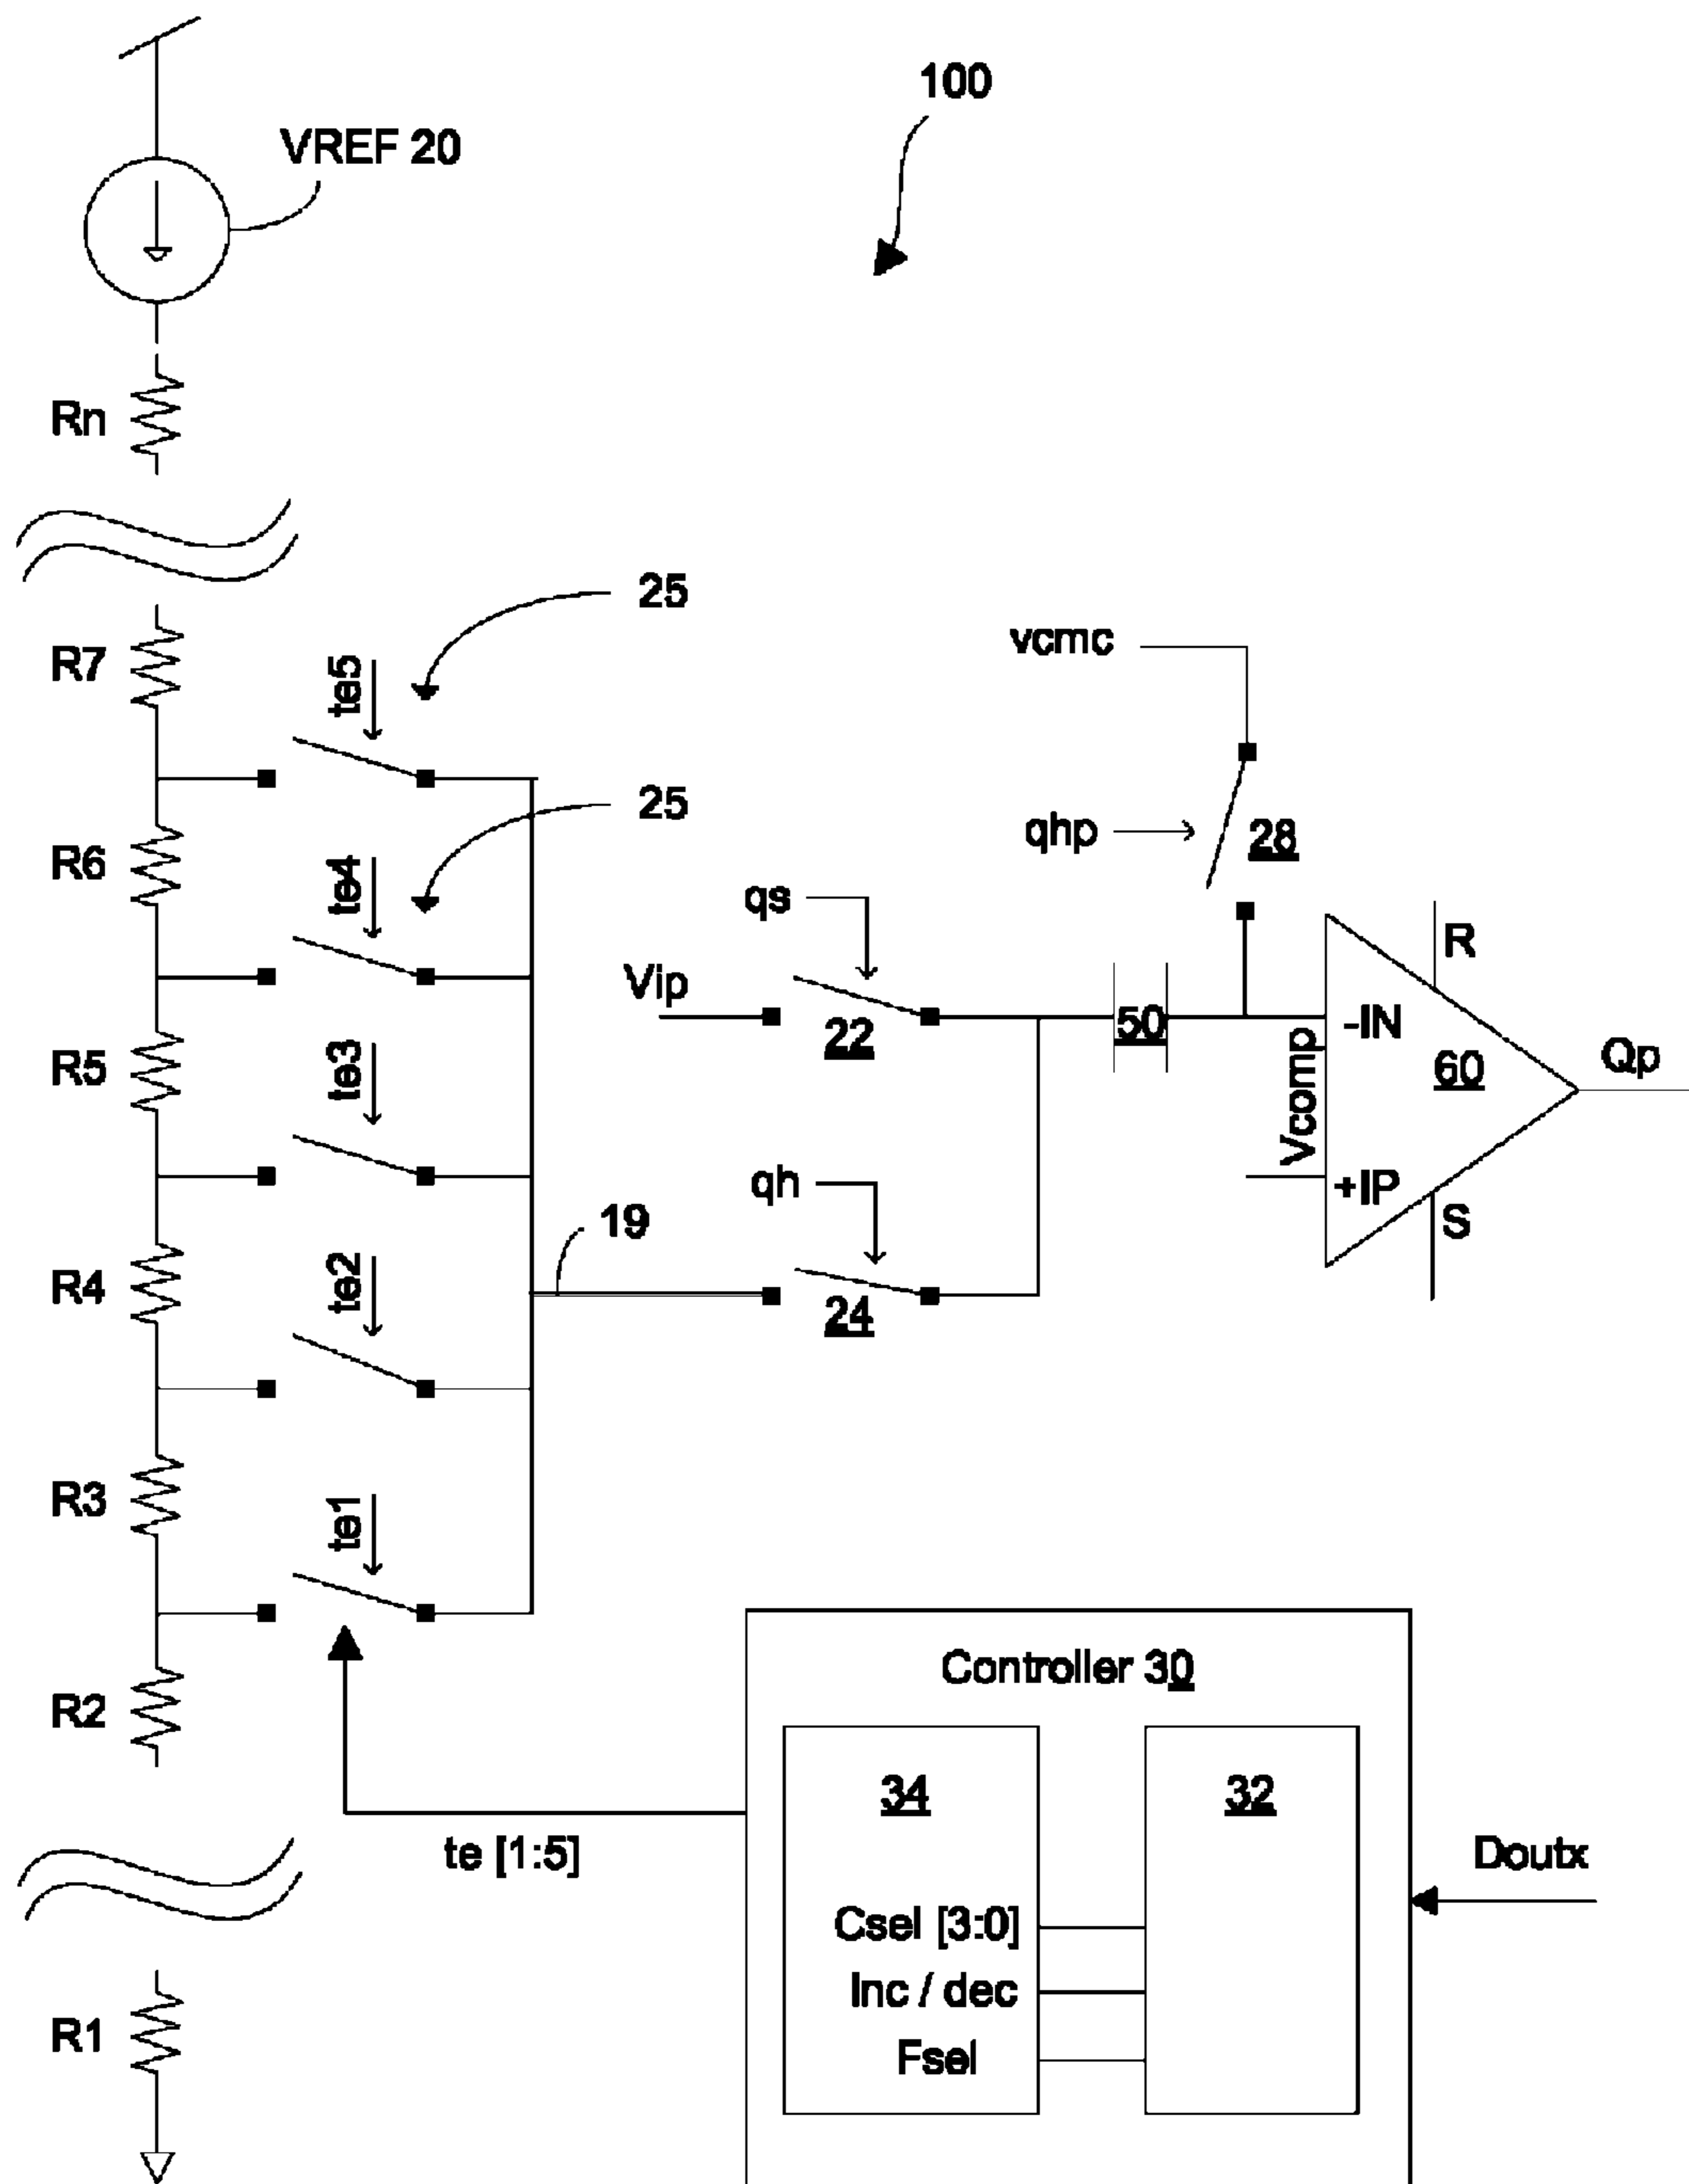 100
VREF 20
Rn
25
R7
te5
vcmc
25
qhp
28
R6
te4
qs
R
Vip
22
50
-IN
Vcomp
60
Qp
R5
te3
qh
+IP
19
S
R4
te2
24
R3
te1
Controller 30
R2
34
32
te [1:5]
Doutx
Csel [3:0]
Inc / dec
R1
Fsel